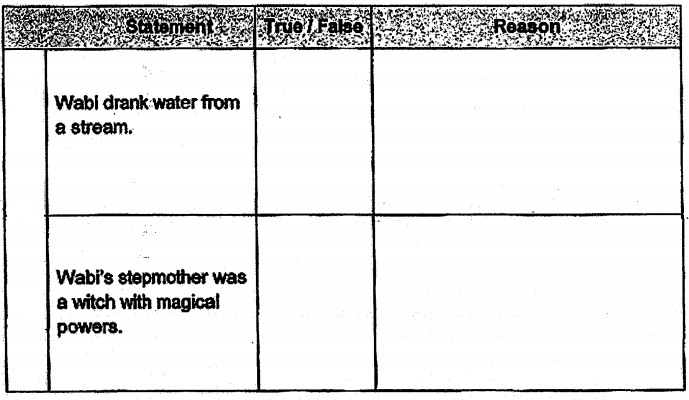 Statement True / False Reason
Wabi drank water from
a stream.
Wabi's stepmother was
a witch with magical
powers.